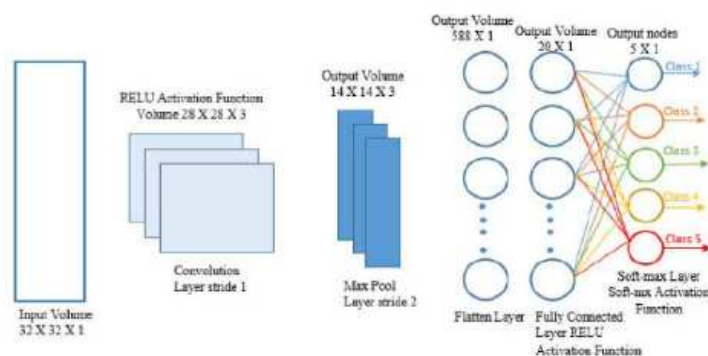 Output Volume
588 X 1
Output Volume
20 X 1
Output nodes
5 X 1
Class 1
Class 2
Class 3
Class 4
Class 5
Output Volume
14 X 14 X 3
RELU Activation Function
Volume 28 X 28 X 3
Convolution
Layer stride 1
Max Pool
Layer stride 2
Soft-max Layer
Soft-mx Activation
Function
Input Volume
32 X 32 X 1
Flatten Layer
Fully Connected
Layer RELU
Activation Function